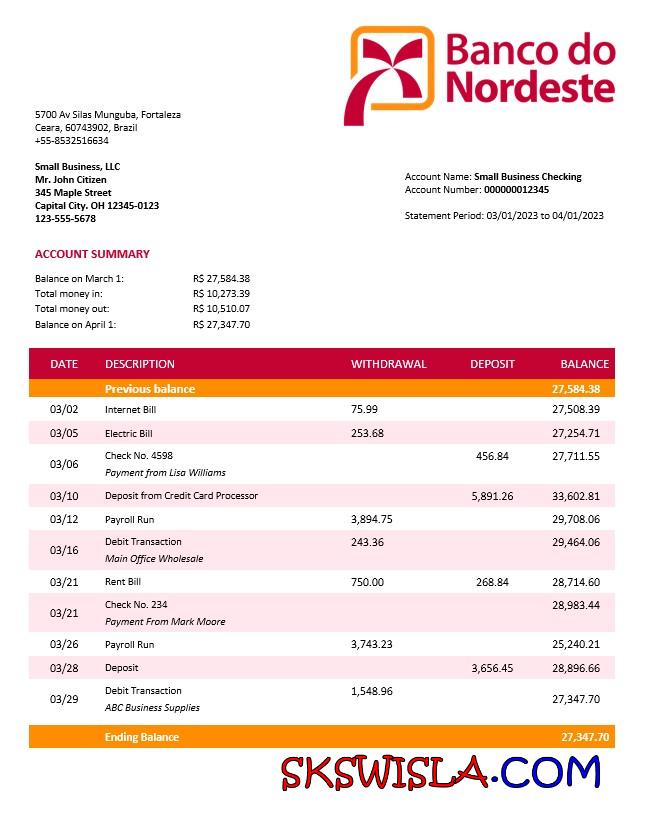 Banco do
Nordeste
5700 Av Silas Munguba, Fortaleza
Ceara, 60743902, Brazil
+55-8532516634
Small Business, LLC
Mr. John Citizen
345 Maple Street
Capital City. OH 12345-0123
123-555-5678
Account Name: Small Business Checking
Account Number: 000000012345
Statement Period: 03/01/2023 to 04/01/2023
ACCOUNT SUMMARY
Balance on March 1: R$ 27,584.38
Total money in: R$ 10,273.39
Total money out: R$ 10,510.07
Balance on April 1: R$ 27,347.70
DATE DESCRIPTION WITHDRAWAL DEPOSIT BALANCE
Previous balance 27,584.38
03/02 Internet Bill 75.99 27,508.39
03/05 Electric Bill 253.68 27,254.71
03/06 Check No. 4598 456.84 27,711.55
Payment from Lisa Williams
03/10 Deposit from Credit Card Processor 5,891.26 33,602.81
03/12 Payroll Run 3,894.75 29,708.06
03/16 Debit Transaction 243.36 29,464.06
Main Office Wholesale
03/21 Rent Bill 750.00 268.84 28,714.60
03/21 Check No. 234 28,983.44
Payment From Mark Moore
03/26 Payroll Run 3,743.23 25,240.21
03/28 Deposit 3,656.45 28,896.66
03/29 Debit Transaction 1,548.96 27,347.70
ABC Business Supplies
Ending Balance 27,347.70
SKSWISLA.COM